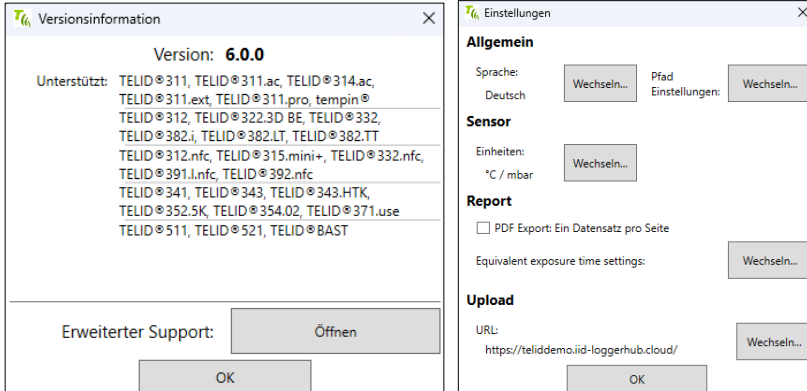 Versionsinformation
Version: 6.0.0
Unterstützt: TELID®311, TELID®311.ac, TELID®314.ac,
TELID®311.ext, TELID®311.pro, tempin®
TELID®312, TELID®322.3D BE, TELID®332,
TELID®382.i, TELID®382.LT, TELID®382.TT
TELID®312.nfc, TELID®315.mini+, TELID®332.nfc,
TELID®391.l.nfc, TELID®392.nfc
TELID®341, TELID®343, TELID®343.HTK,
TELID®352.5K, TELID®354.02, TELID®371.use
TELID®511, TELID®521, TELID®BAST
Erweiterter Support: Öffnen
OK
Einstellungen
Allgemein
Sprache:
Deutsch
Wechseln...
Pfad
Einstellungen:
Wechseln...
Sensor
Einheiten:
°C / mbar
Wechseln...
Report
PDF Export: Ein Datensatz pro Seite
Equivalent exposure time settings: Wechseln...
Upload
URL:
https://teliddemo.iid-loggerhub.cloud/
Wechseln...
OK